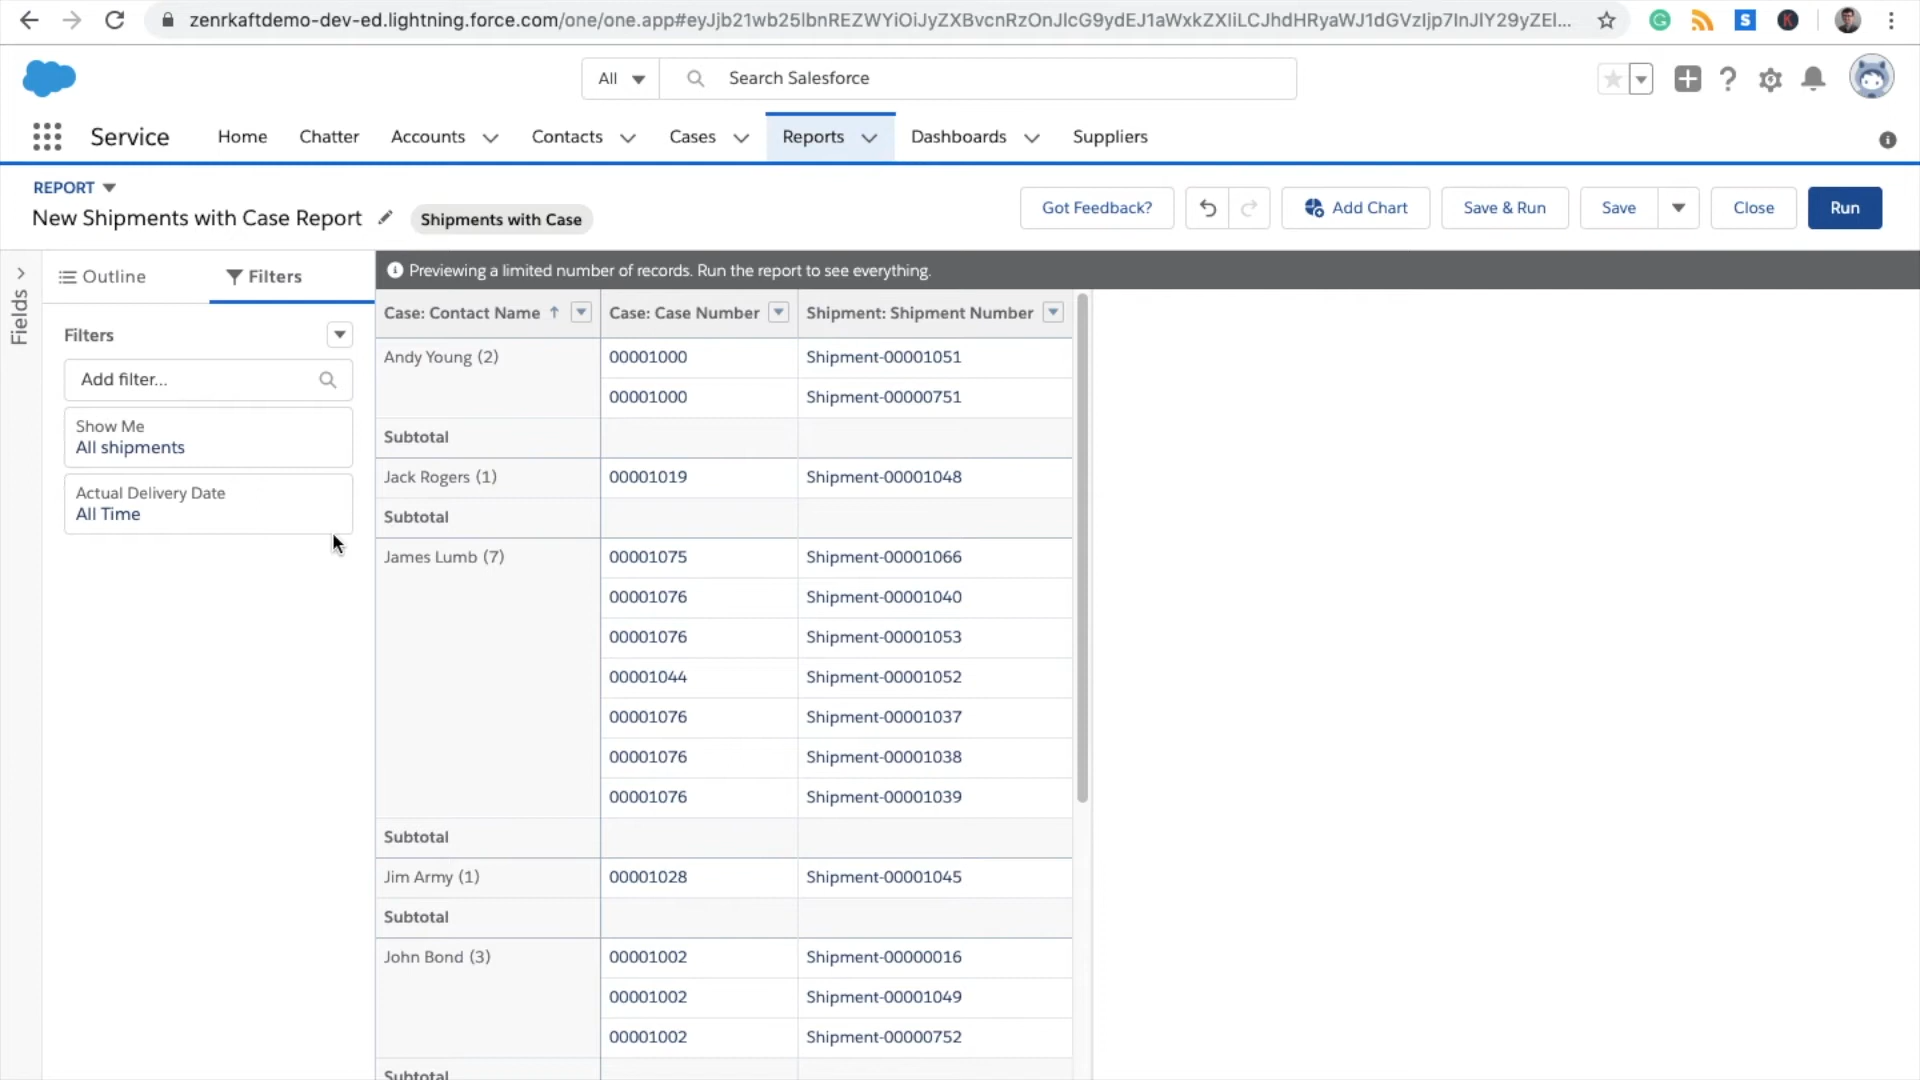 zenrkaftdemo-dev-ed.lightning.force.com/one/one.app#
All
Search Salesforce
Service
Home
Chatter
Accounts
Contacts
Cases
Reports
Dashboards
Suppliers
REPORT
New Shipments with Case Report
Shipments with Case
Got Feedback?
Add Chart
Save & Run
Save
Close
Run
Fields
Outline
Filters
Filters
Add filter...
Show Me
All shipments
Actual Delivery Date
All Time
Previewing a limited number of records. Run the report to see everything.
Case: Contact Name Case: Case Number Shipment: Shipment Number
Andy Young (2) 00001000 Shipment-00001051
00001000 Shipment-00000751
Subtotal
Jack Rogers (1) 00001019 Shipment-00001048
Subtotal
James Lumb (7) 00001075 Shipment-00001066
00001076 Shipment-00001040
00001076 Shipment-00001053
00001044 Shipment-00001052
00001076 Shipment-00001037
00001076 Shipment-00001038
00001076 Shipment-00001039
Subtotal
Jim Army (1) 00001028 Shipment-00001045
Subtotal
John Bond (3) 00001002 Shipment-00000016
00001002 Shipment-00001049
00001002 Shipment-00000752
Subtotal